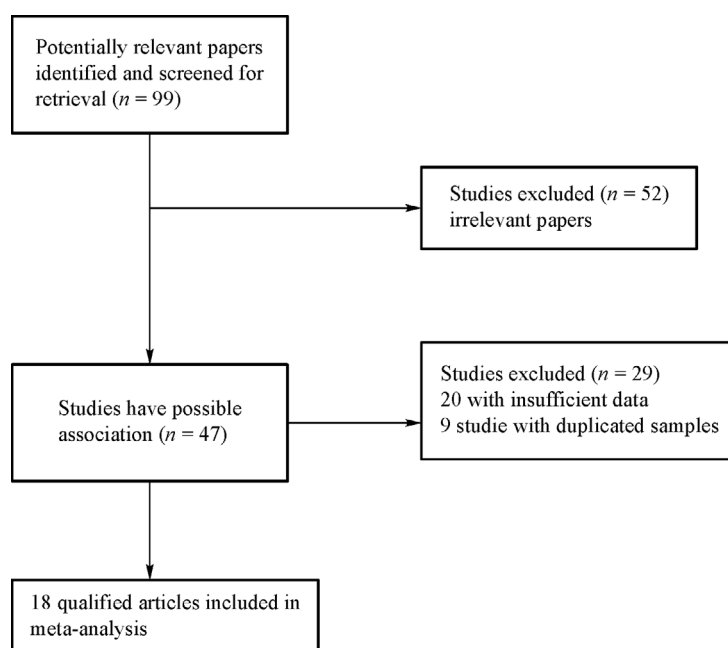 Potentially relevant papers
identified and screened for
retrieval (n = 99)
Studies excluded (n = 52)
irrelevant papers
Studies have possible
association (n = 47)
Studies excluded (n = 29)
20 with insufficient data
9 studie with duplicated samples
18 qualified articles included in
meta-analysis